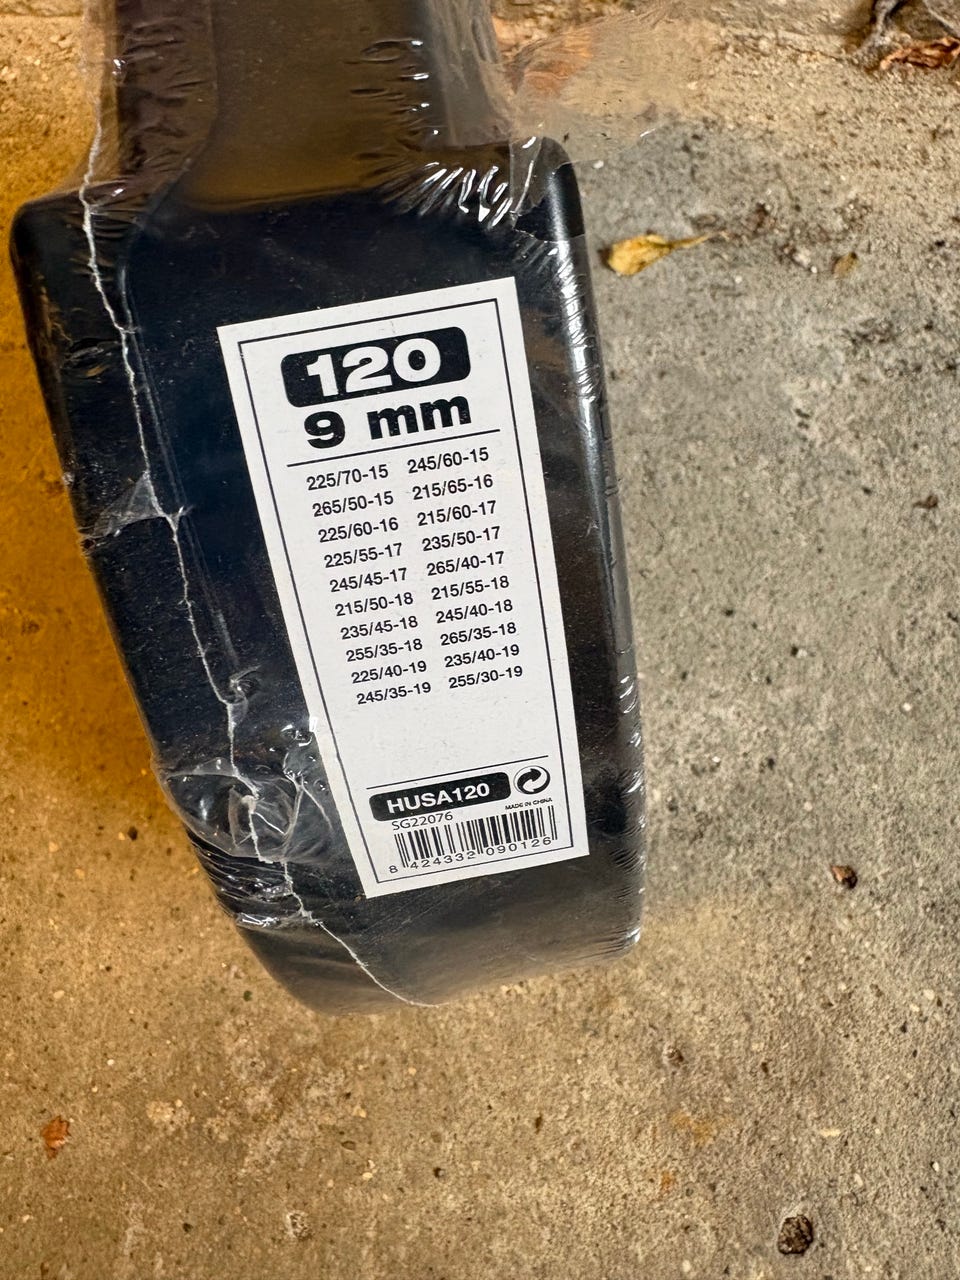 120
9 mm
225/70-15 245/60-15
265/50-15 215/65-16
225/60-16 215/60-17
225/55-17 235/50-17
245/45-17 265/40-17
215/50-18 215/55-18
235/45-18 245/40-18
255/35-18 265/35-18
225/40-19 235/40-19
245/35-19 255/30-19
HUSA120
MADE IN CHINA
SG22076
8 424332 090126